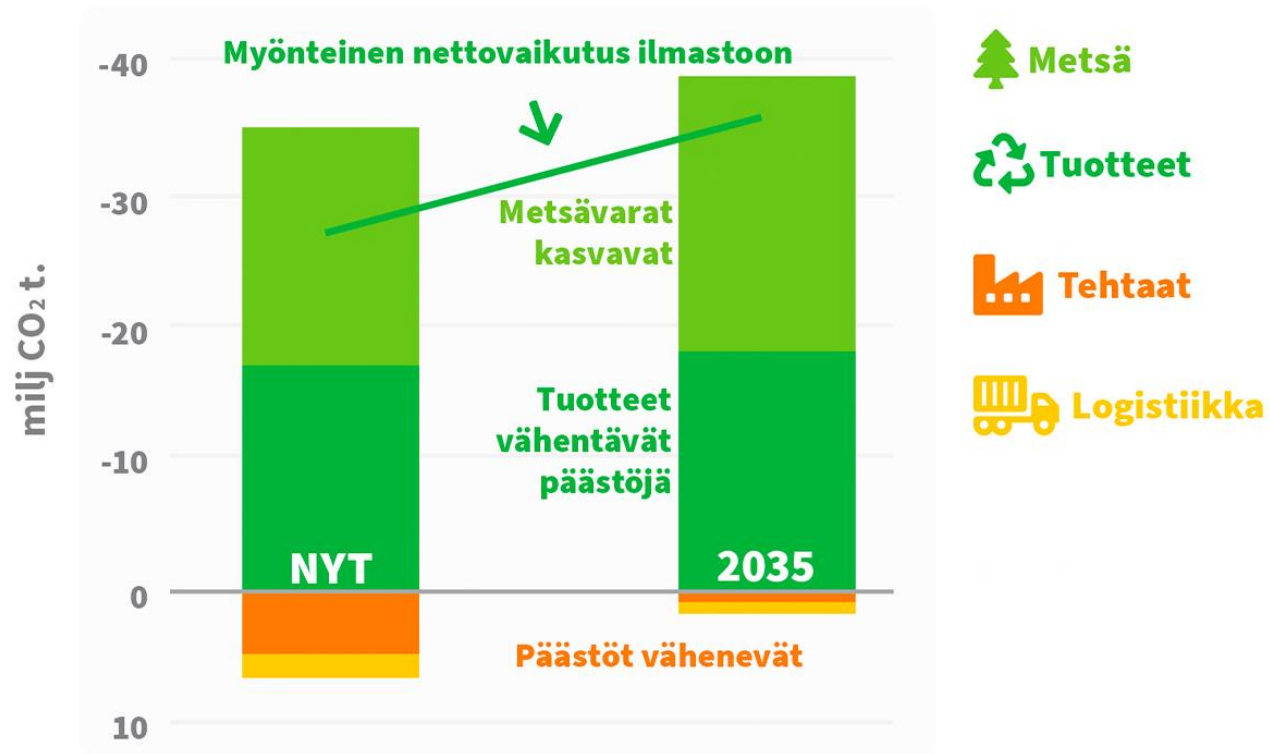 Myönteinen nettovaikutus ilmastoon
-40
-30
-20
-10
0
10
milj CO₂ t.
Metsävarat
kasvavat
Tuotteet
vähentävät
päästöjä
NYT
2035
Päästöt vähenevät
Metsä
Tuotteet
Tehtaat
Logistiikka